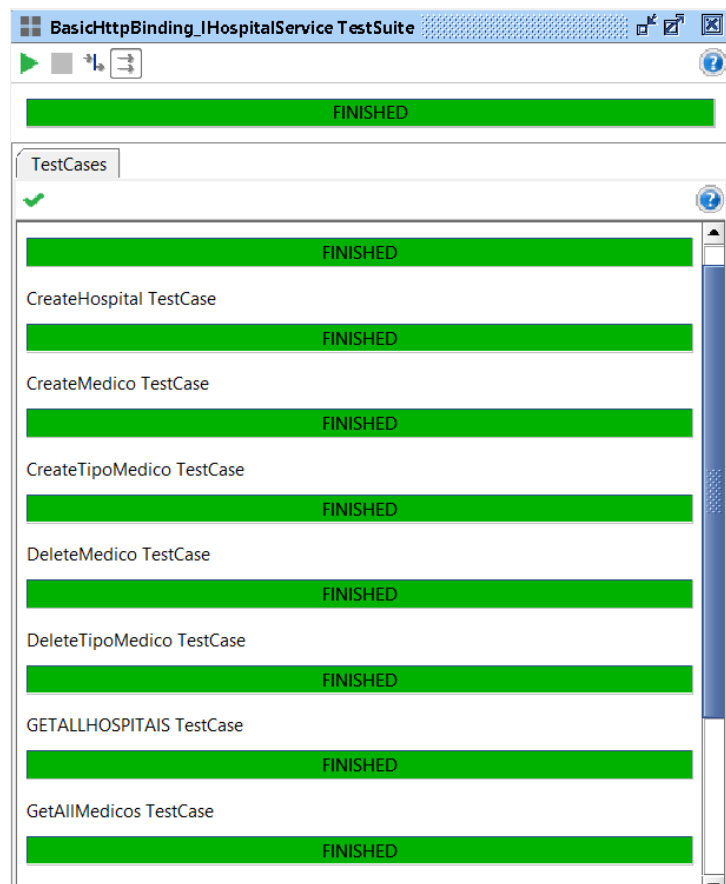 BasicHttpBinding_IHospitalService TestSuite
FINISHED
TestCases
FINISHED
CreateHospital TestCase
FINISHED
CreateMedico TestCase
FINISHED
CreateTipoMedico TestCase
FINISHED
DeleteMedico TestCase
FINISHED
DeleteTipoMedico TestCase
FINISHED
GETALLHOSPITAIS TestCase
FINISHED
GetAllMedicos TestCase
FINISHED